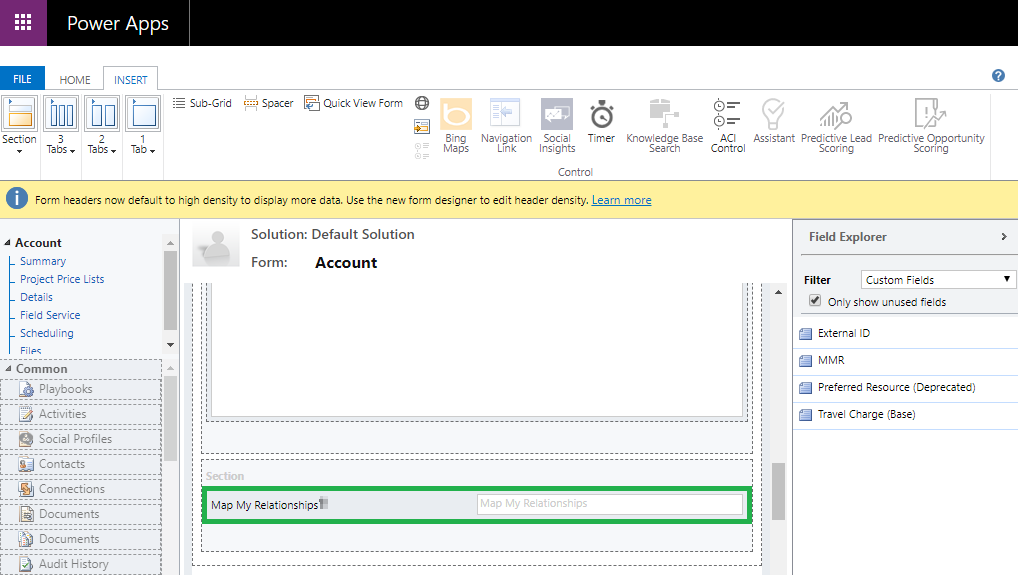 Power Apps
FILE HOME INSERT
?
Section
3 Tabs
2 Tabs
1 Tab
Sub-Grid Spacer Quick View Form
Bing Maps
Navigation Link
Social Insights
Timer
Knowledge Base Search
ACI Control
Assistant
Predictive Lead Scoring
Predictive Opportunity Scoring
Control
Form headers now default to high density to display more data. Use the new form designer to edit header density. Learn more
Account
Summary
Project Price Lists
Details
Field Service
Scheduling
Files
Common
Playbooks
Activities
Social Profiles
Contacts
Connections
Documents
Documents
Audit History
Solution: Default Solution
Form: Account
Section
Map My Relationships Map My Relationships
Field Explorer
Filter Custom Fields
Only show unused fields
External ID
MMR
Preferred Resource (Deprecated)
Travel Charge (Base)